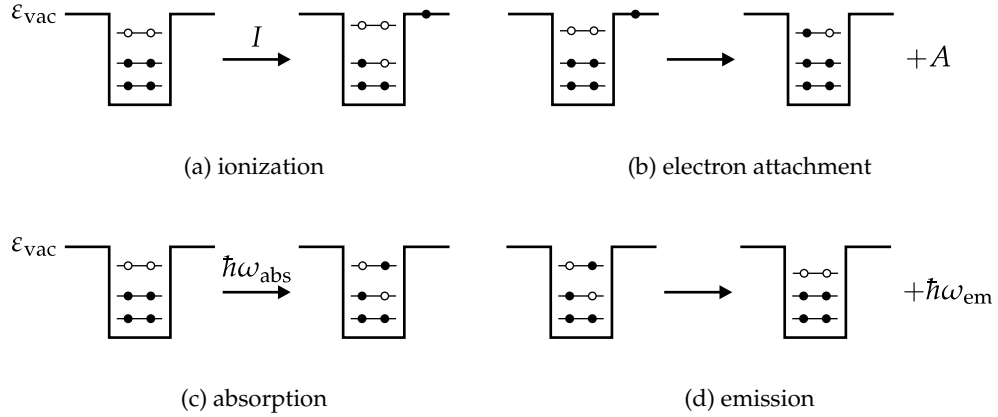 ε_vac I + A
(a) ionization (b) electron attachment
ε_vac ħω_abs +ħω_em
(c) absorption (d) emission